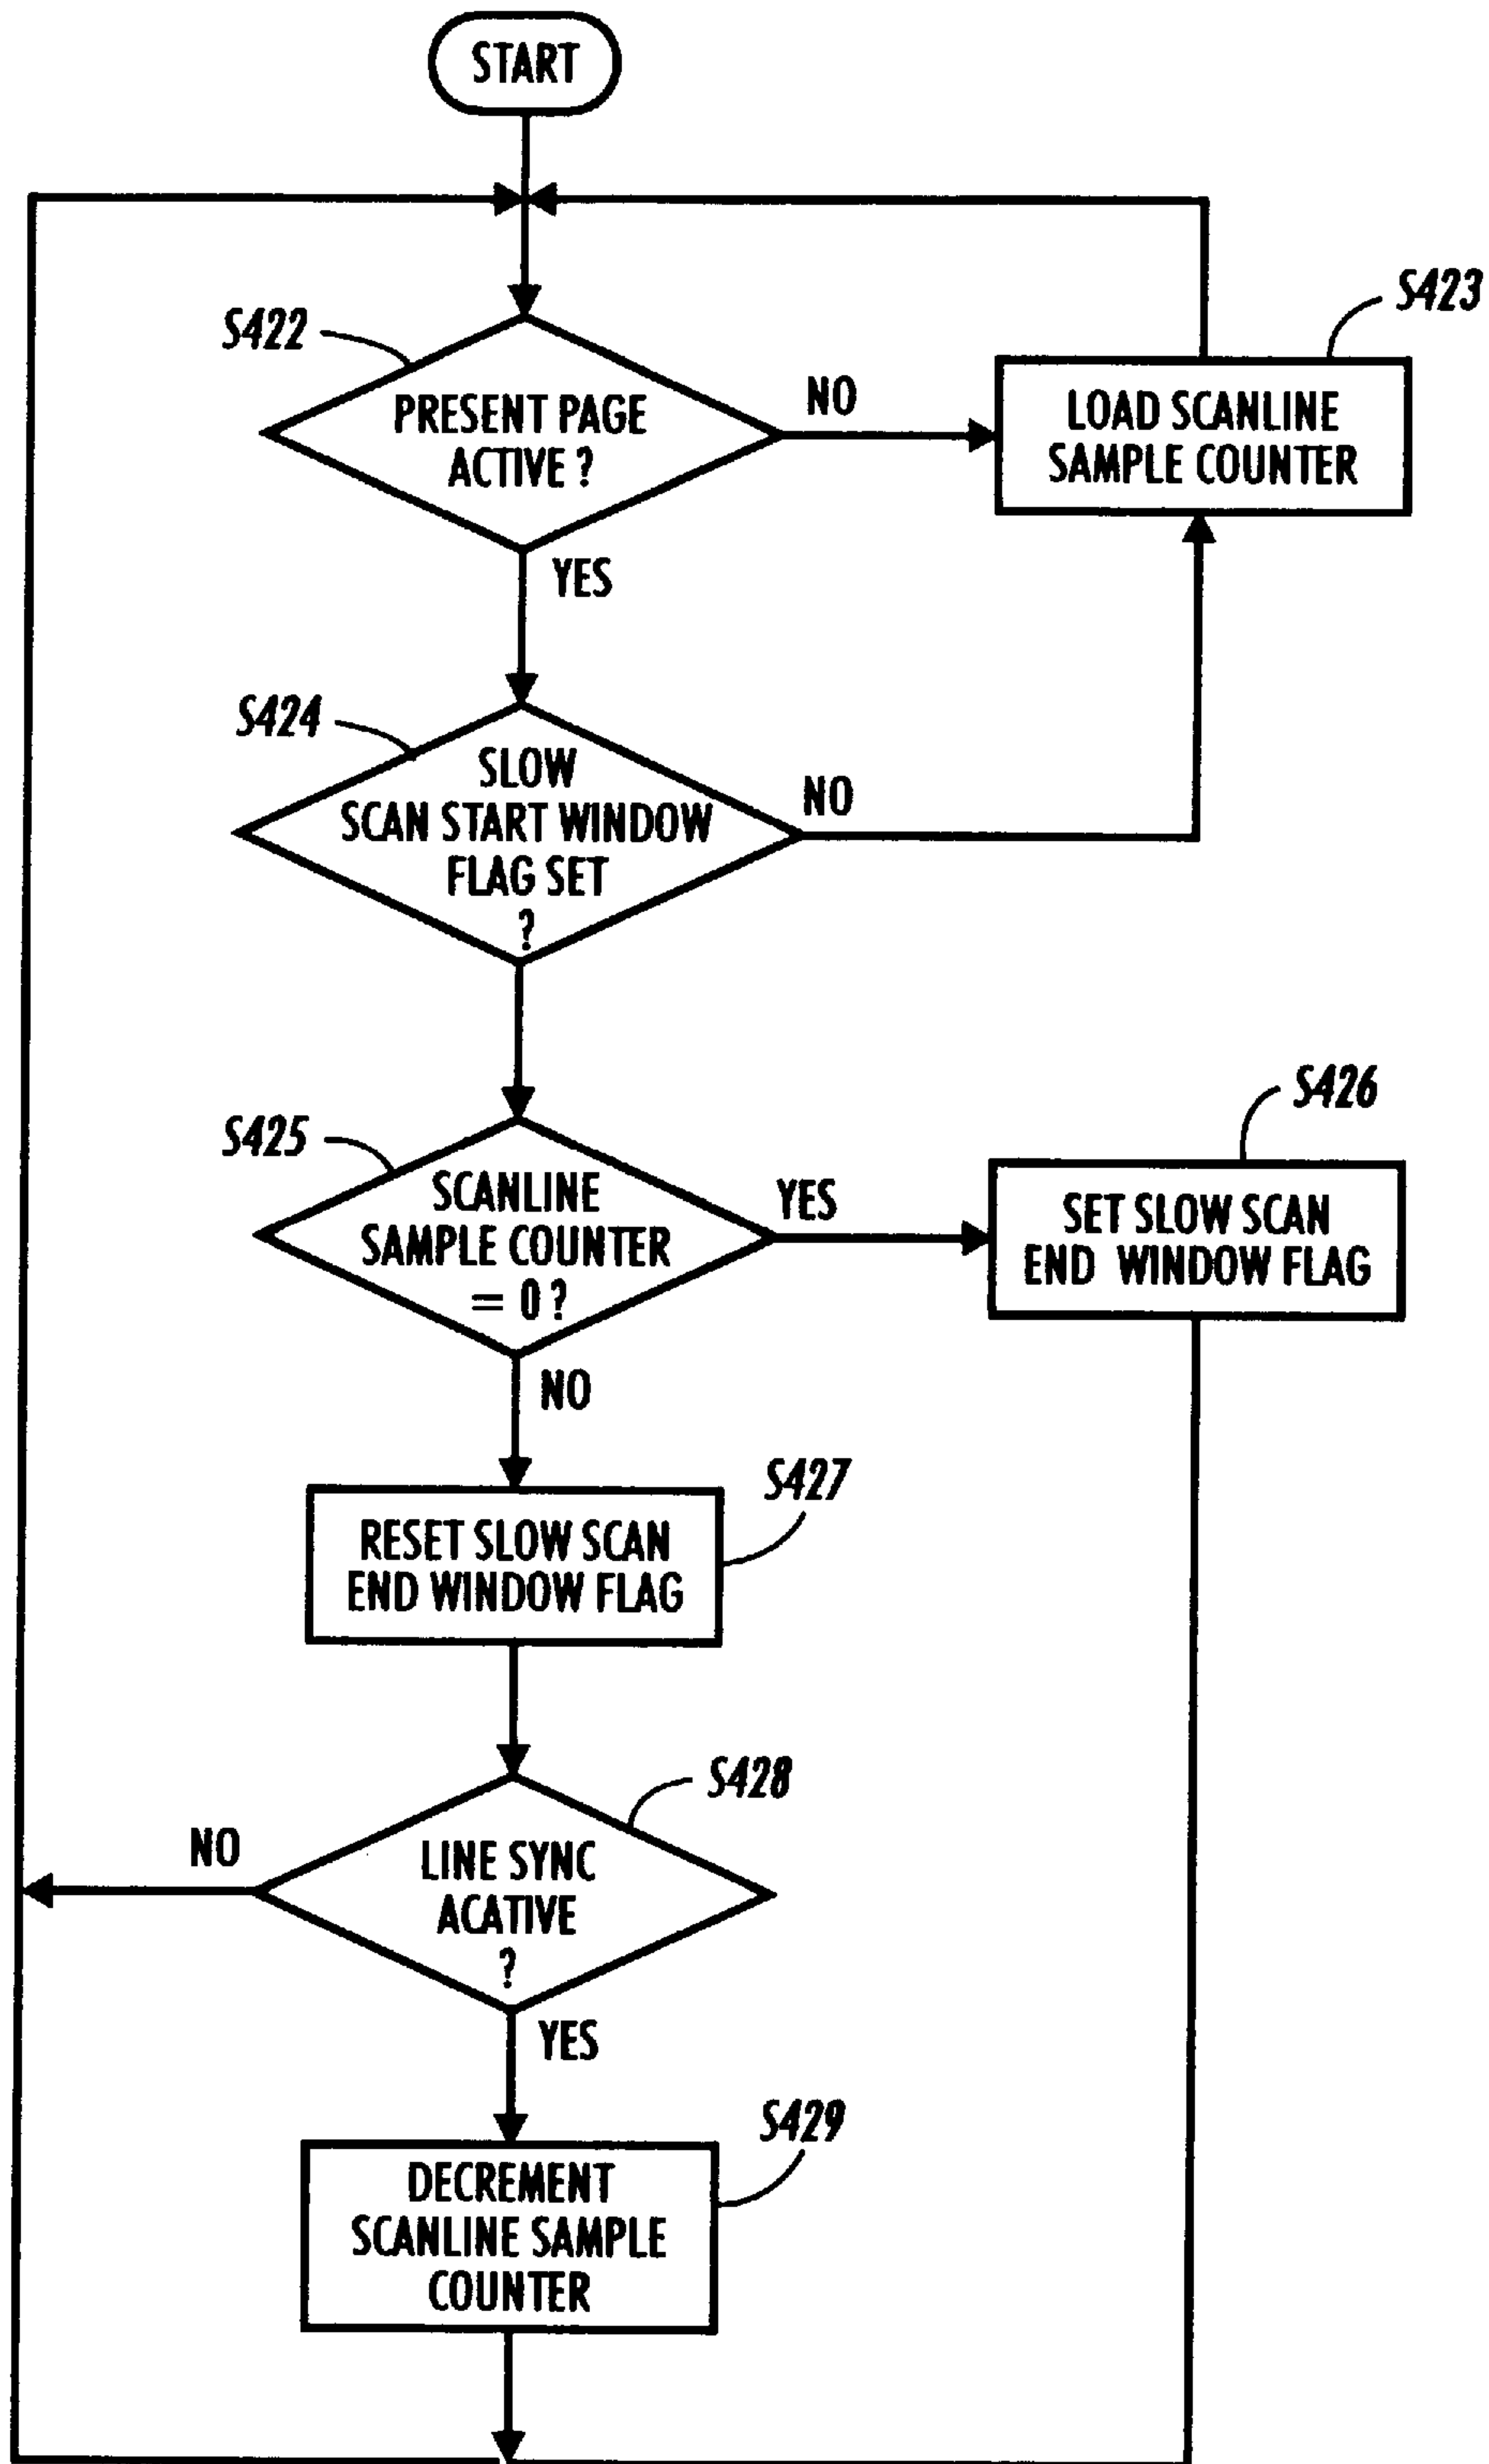 START
S422
PRESENT PAGE
ACTIVE ?
NO
S423
LOAD SCANLINE
SAMPLE COUNTER
YES
S424
SLOW
SCAN START WINDOW
FLAG SET
?
NO
S425
SCANLINE
SAMPLE COUNTER
= 0 ?
YES
S426
SET SLOW SCAN
END WINDOW FLAG
NO
S427
RESET SLOW SCAN
END WINDOW FLAG
S428
LINE SYNC
ACATIVE
?
NO
YES
S429
DECREMENT
SCANLINE SAMPLE
COUNTER